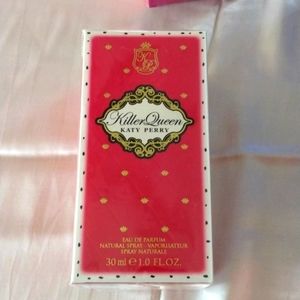 Killer Queen
KATY PERRY
EAU DE PARFUM
NATURAL SPRAY - VAPORISATEUR
SPRAY NATURALE
30 ml ℮ 1.0 FL.OZ.